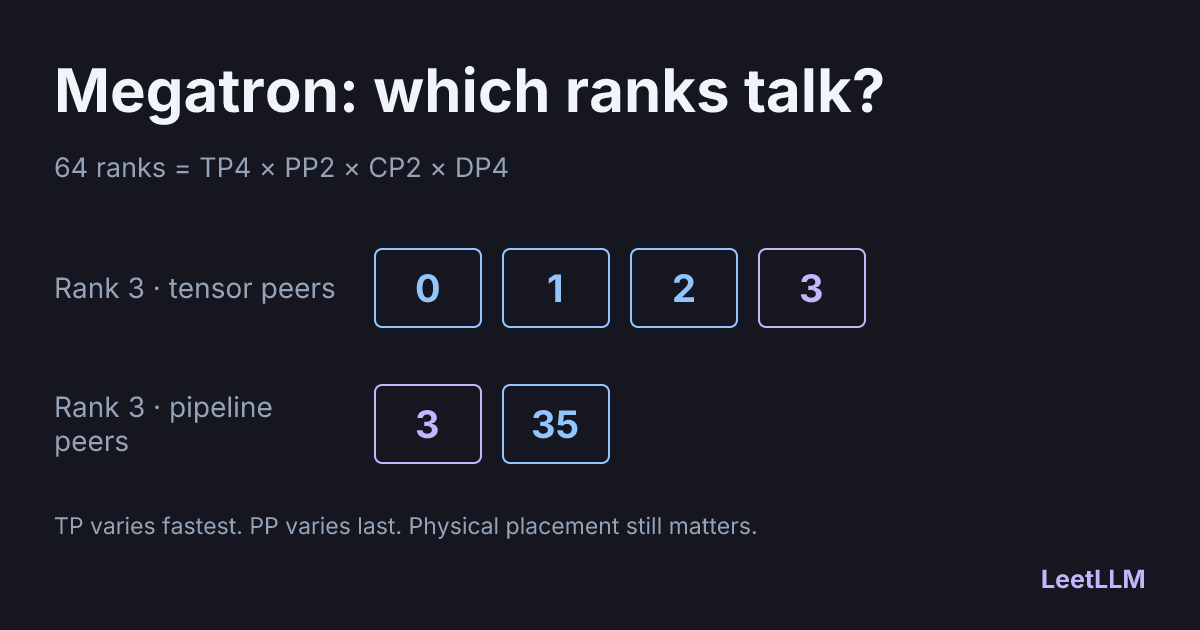 Megatron: which ranks talk?
64 ranks = TP4 × PP2 × CP2 × DP4
Rank 3 · tensor peers 0 1 2 3
Rank 3 · pipeline
peers 3 35
TP varies fastest. PP varies last. Physical placement still matters.
LeetLLM